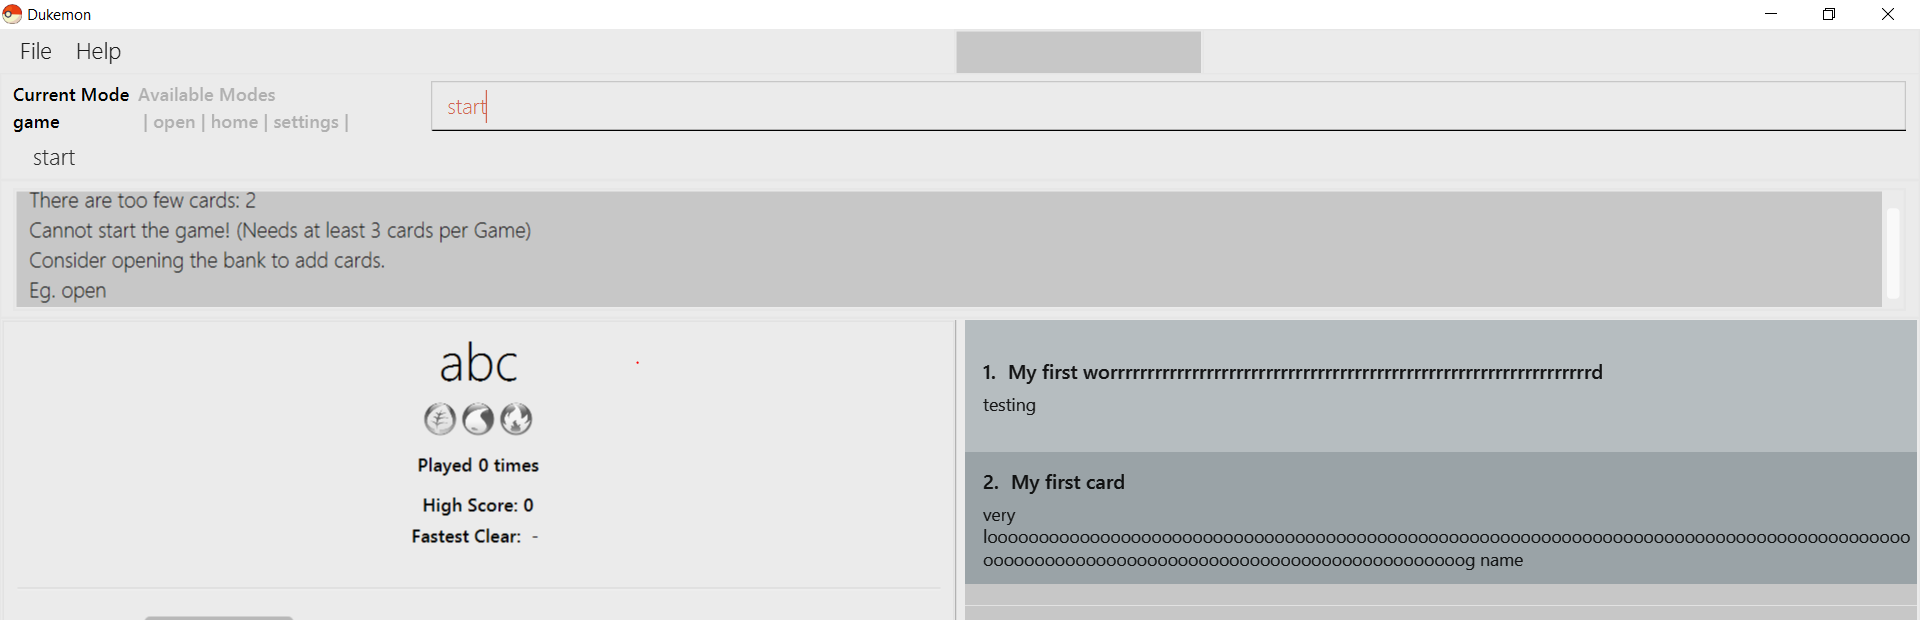 Dukemon
File Help
Current Mode Available Modes
game | open | home | settings |
start
start
There are too few cards: 2
Cannot start the game! (Needs at least 3 cards per Game)
Consider opening the bank to add cards.
Eg. open
abc
Played 0 times
High Score: 0
Fastest Clear: -
1. My first worrrrrrrrrrrrrrrrrrrrrrrrrrrrrrrrrrrrrrrrrrrrrrrrrrrrrrrrrrrrrrrrrd
testing
2. My first card
very
looooooooooooooooooooooooooooooooooooooooooooooooooooooooooooooooooooooooooooooooooooooooo
ooooooooooooooooooooooooooooooooooooooooooooooog name